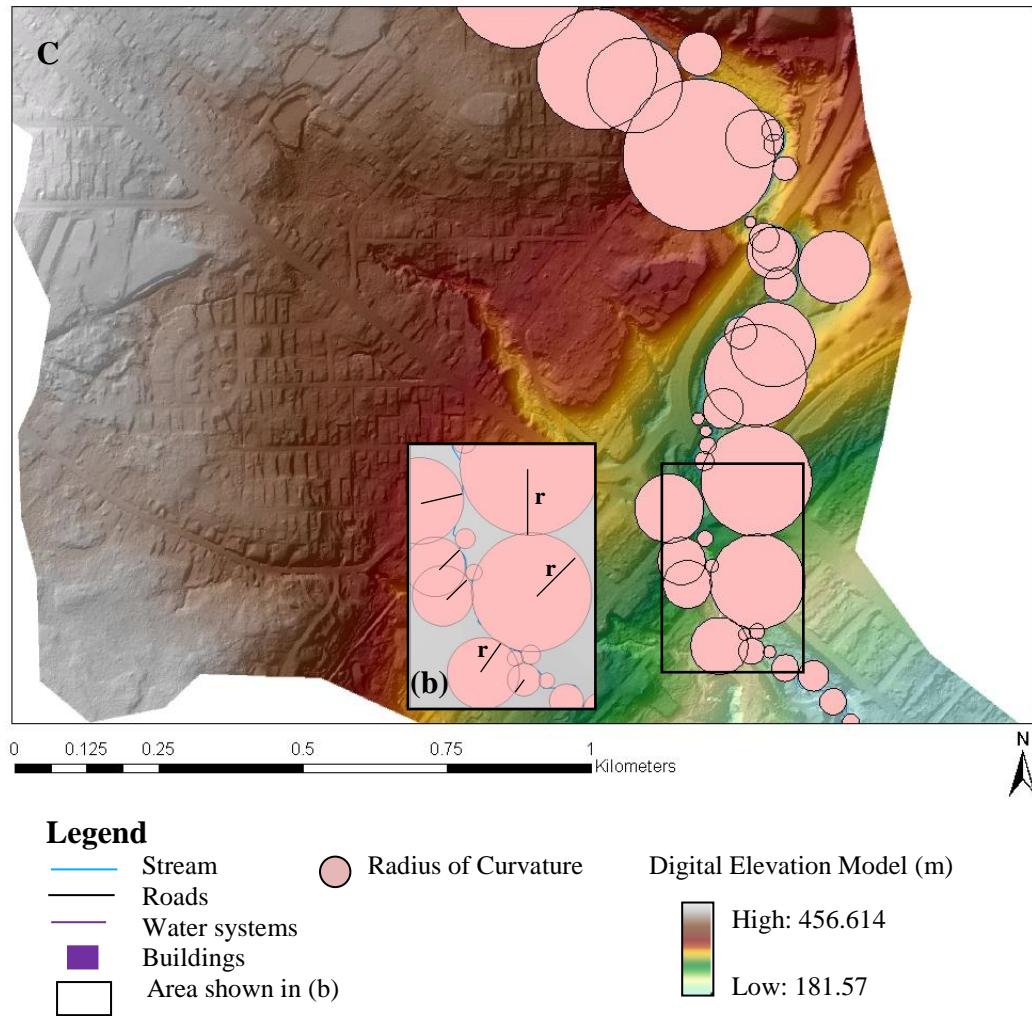 C
r
r
r
(b)
0 0.125 0.25 0.5 0.75 1
Kilometers
N
Legend
Stream
Roads
Water systems
Buildings
Area shown in (b)
Radius of Curvature
Digital Elevation Model (m)
High: 456.614
Low: 181.57